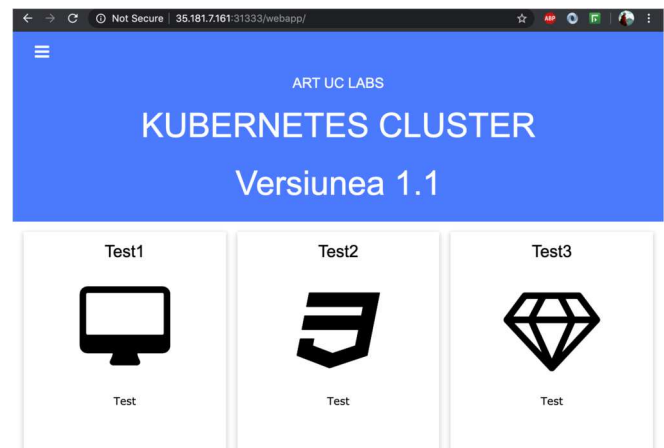 Not Secure | 35.181.7.161:31333/webapp/
ABP
ART UC LABS
KUBERNETES CLUSTER
Versiunea 1.1
Test1
Test2
Test3
Test
Test
Test